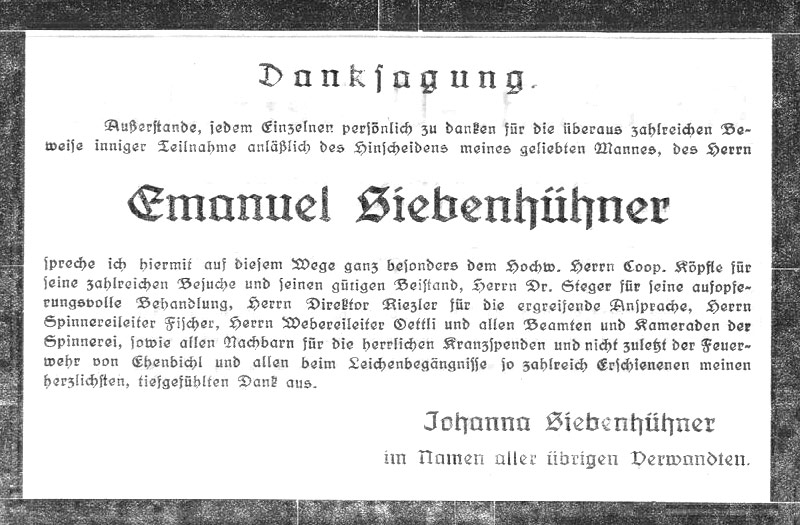 Danksagung.
Außerstande, jedem Einzelnen persönlich zu danken für die überaus zahlreichen Be-
weise inniger Teilnahme anläßlich des Hinscheidens meines geliebten Mannes, des Herrn
Emanuel Siebenhühner
spreche ich hiermit auf diesem Wege ganz besonders dem Hochw. Herrn Coop. Köpfle für
seine zahlreichen Besuche und seinen gütigen Beistand, Herrn Dr. Steger für seine aufopfe-
rungsvolle Behandlung, Herrn Direktor Riezler für die ergreifende Ansprache, Herrn
Spinnereileiter Fischer, Herrn Webereileiter Oettli und allen Beamten und Kameraden der
Spinnerei, sowie allen Nachbarn für die herrlichen Kranzspenden und nicht zuletzt der Feuer-
wehr von Ehenbichl und allen beim Leichenbegängnisse so zahlreich Erschienenen meinen
herzlichsten, tiefgefühlten Dank aus.
Johanna Siebenhühner
im Namen aller übrigen Verwandten.